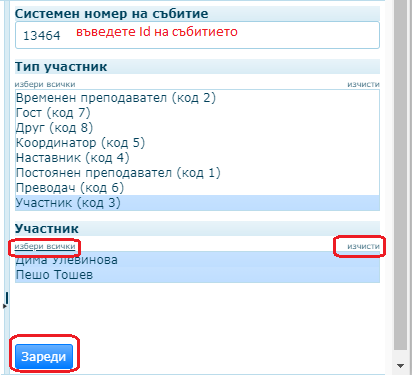 Системен номер на събитие
13464 въведете Id на събитието
Тип участник
избери всички изчисти
Временен преподавател (код 2)
Гост (код 7)
Друг (код 8)
Координатор (код 5)
Наставник (код 4)
Постоянен преподавател (код 1)
Преводач (код 6)
Участник (код 3)
Участник
избери всички изчисти
Дима Улевинова
Пешо Тошев
Зареди